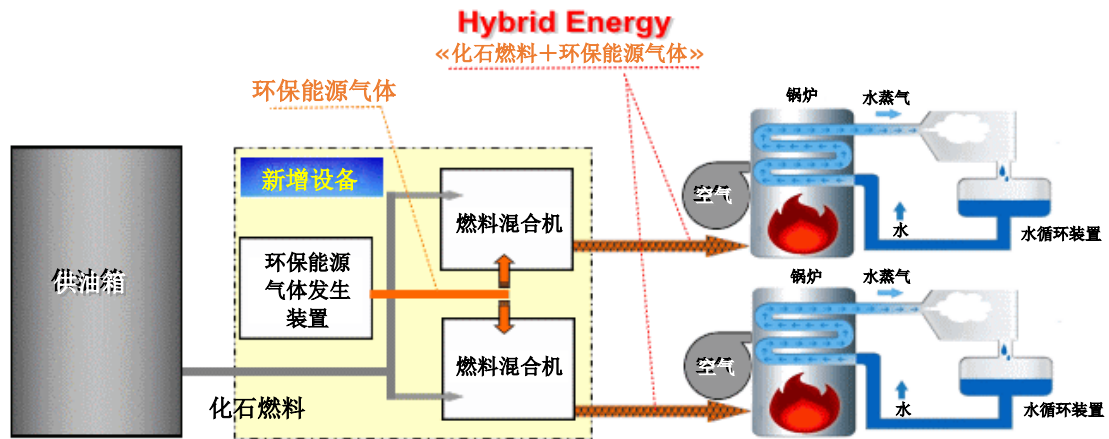 Hybrid Energy
«化石燃料＋环保能源气体»
环保能源气体
新增设备
供油箱
环保能源
气体发生
装置
燃料混合机
燃料混合机
化石燃料
锅炉
水蒸气
空气
水
水循环装置
锅炉
水蒸气
空气
水
水循环装置